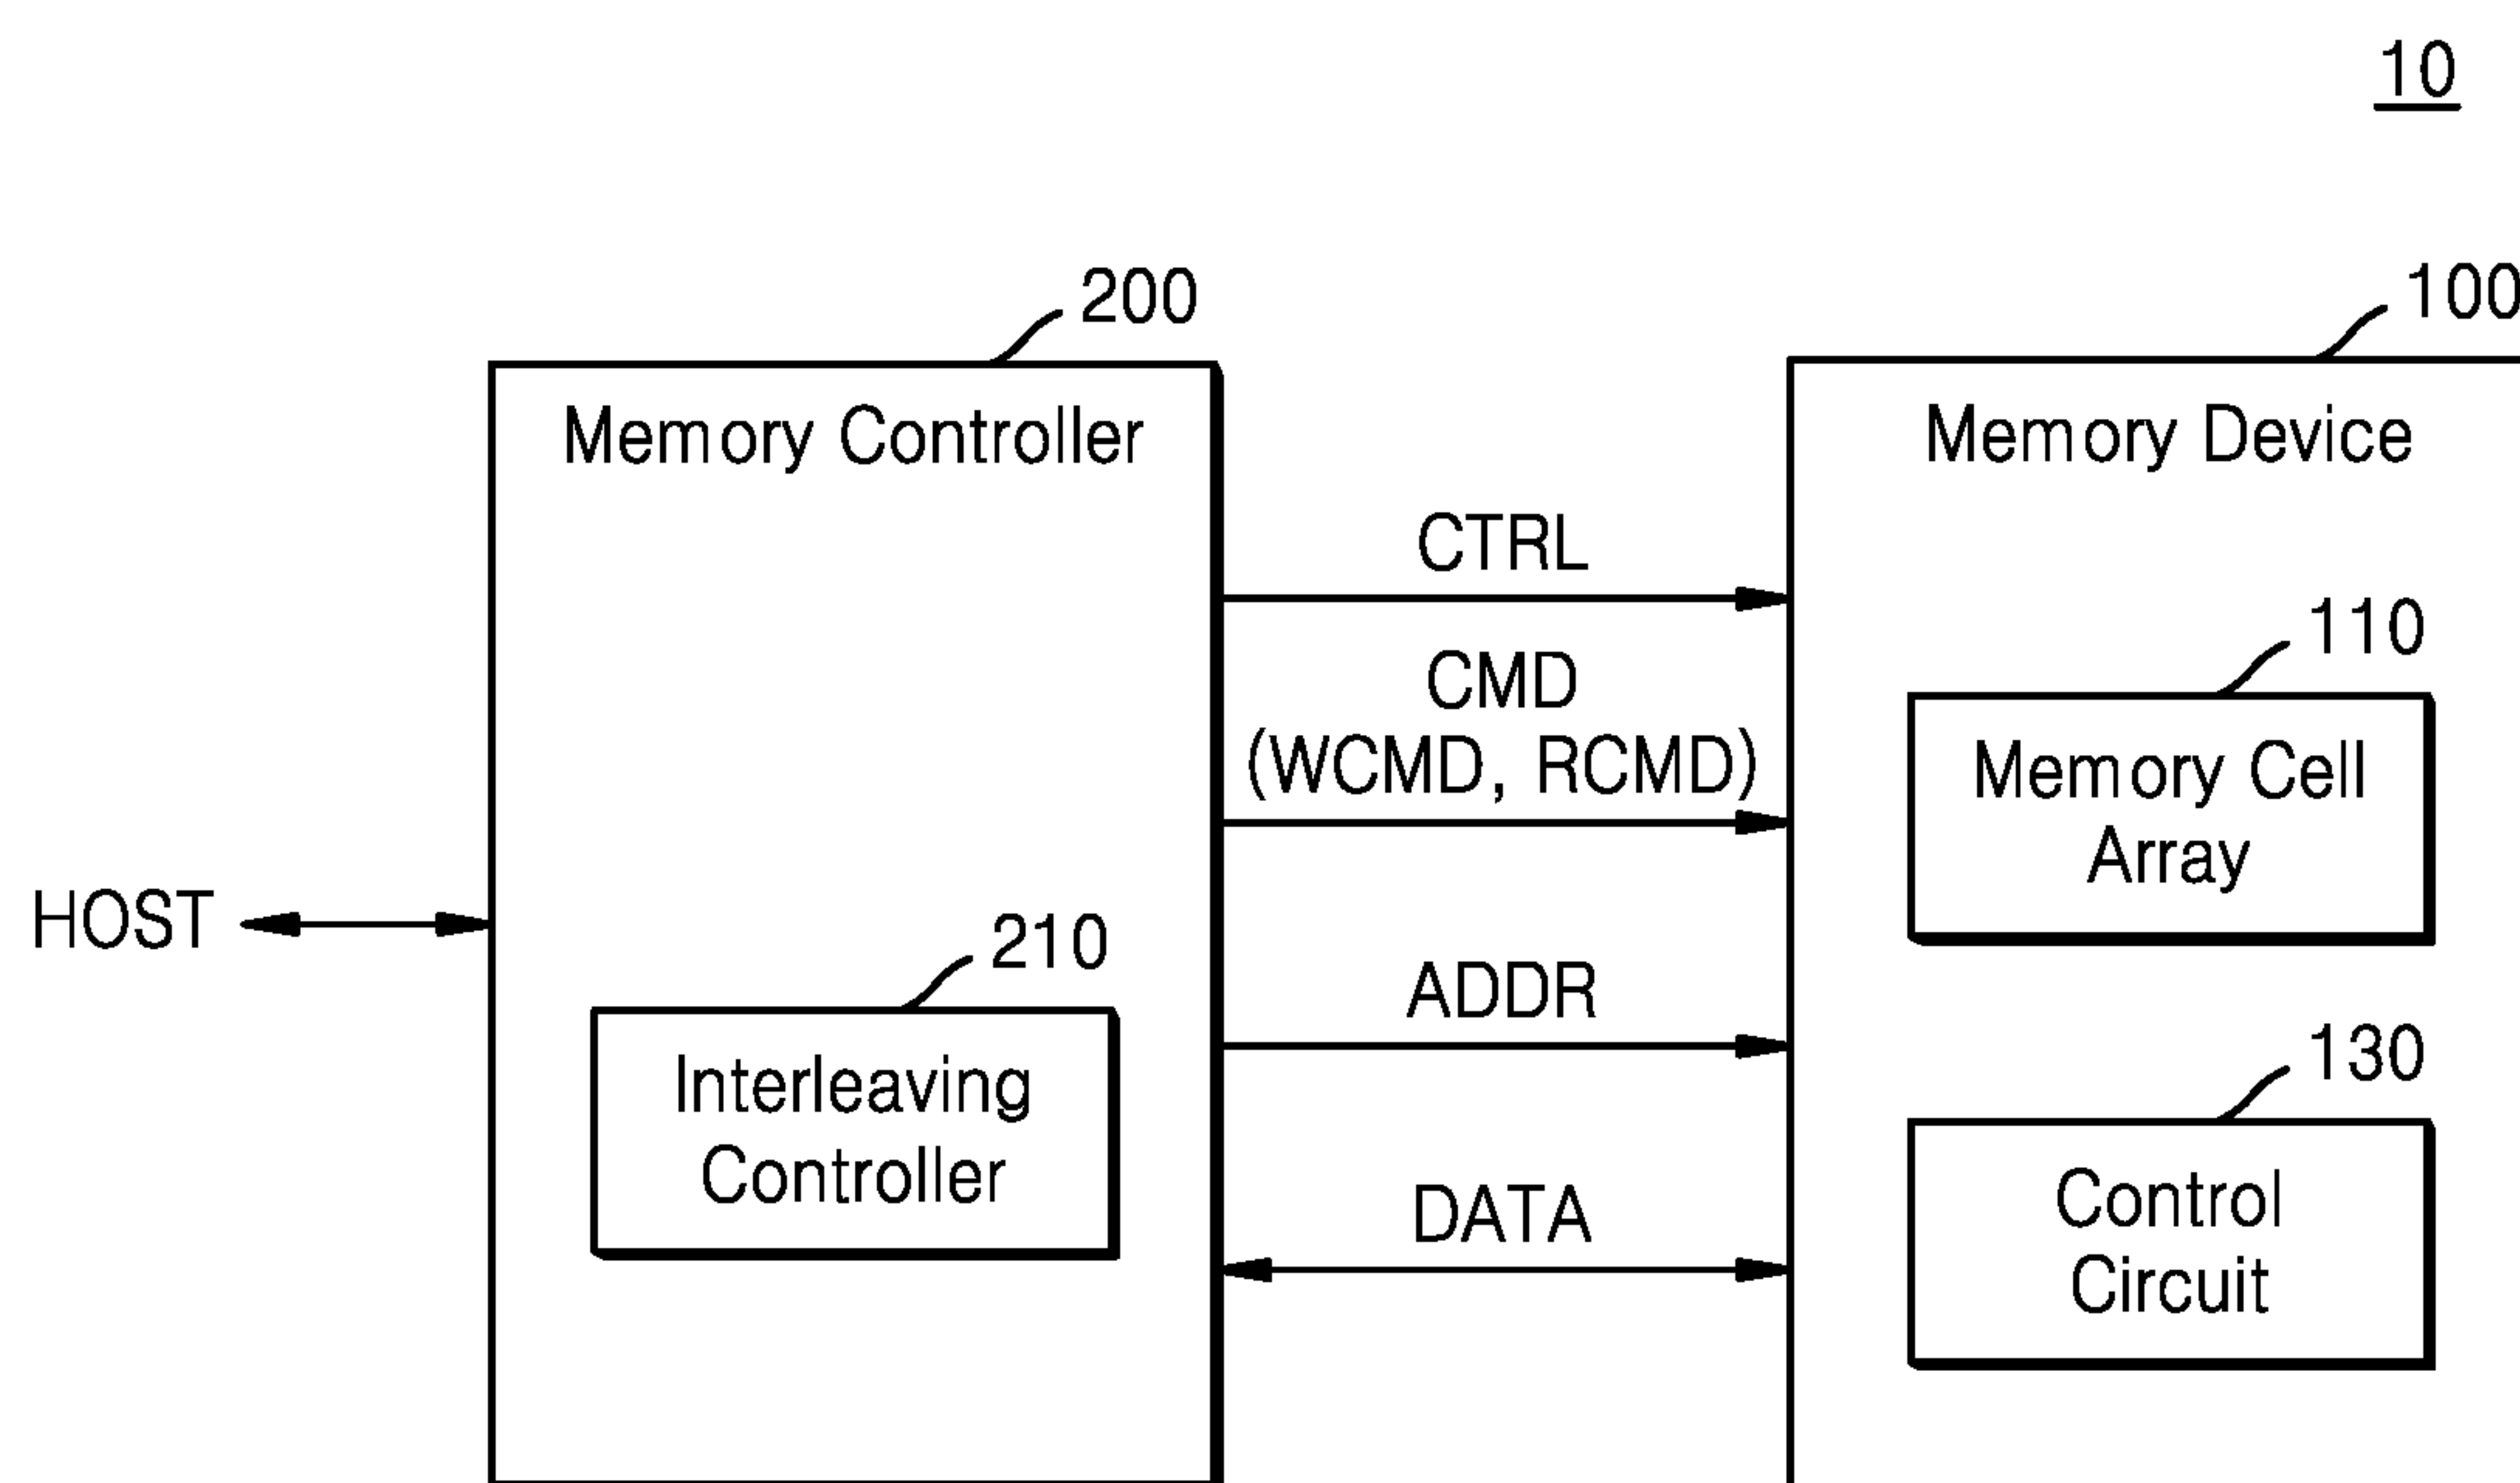 10
200
100
Memory Controller
Memory Device
CTRL
CMD
(WCMD, RCMD)
110
Memory Cell
Array
HOST
210
ADDR
Interleaving
Controller
130
DATA
Control
Circuit